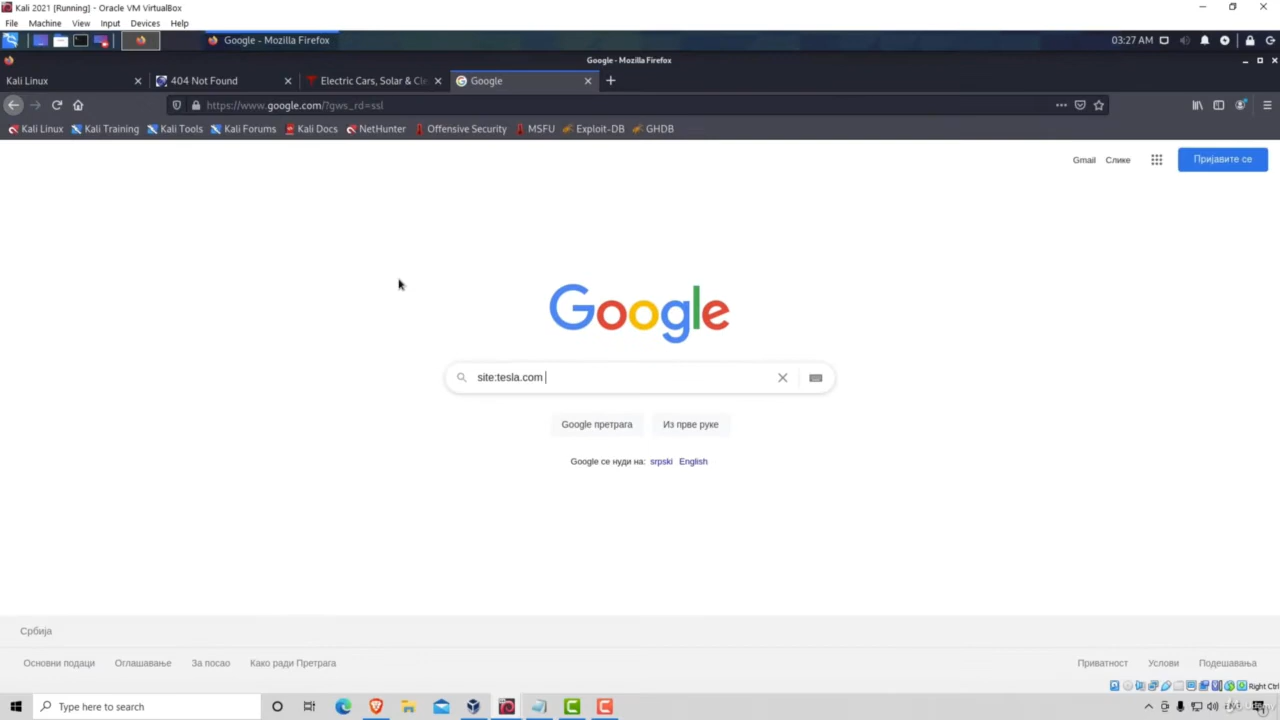 Kali 2021 [Running] - Oracle VM VirtualBox
File Machine View Input Devices Help
Google - Mozilla Firefox 03:27 AM
Google - Mozilla Firefox
Kali Linux 404 Not Found Electric Cars, Solar & Cle Google
https://www.google.com/?gws_rd=ssl
Kali Linux Kali Training Kali Tools Kali Forums Kali Docs NetHunter Offensive Security MSFU Exploit-DB GHDB
Gmail Слике Пријавите се
Google
site:tesla.com
Google претрага Из прве руке
Google се нуди на: srpski English
Србија
Основни подаци Оглашавање За посао Како ради Претрага Приватност Услови Подешавања
Right Ctrl
Type here to search